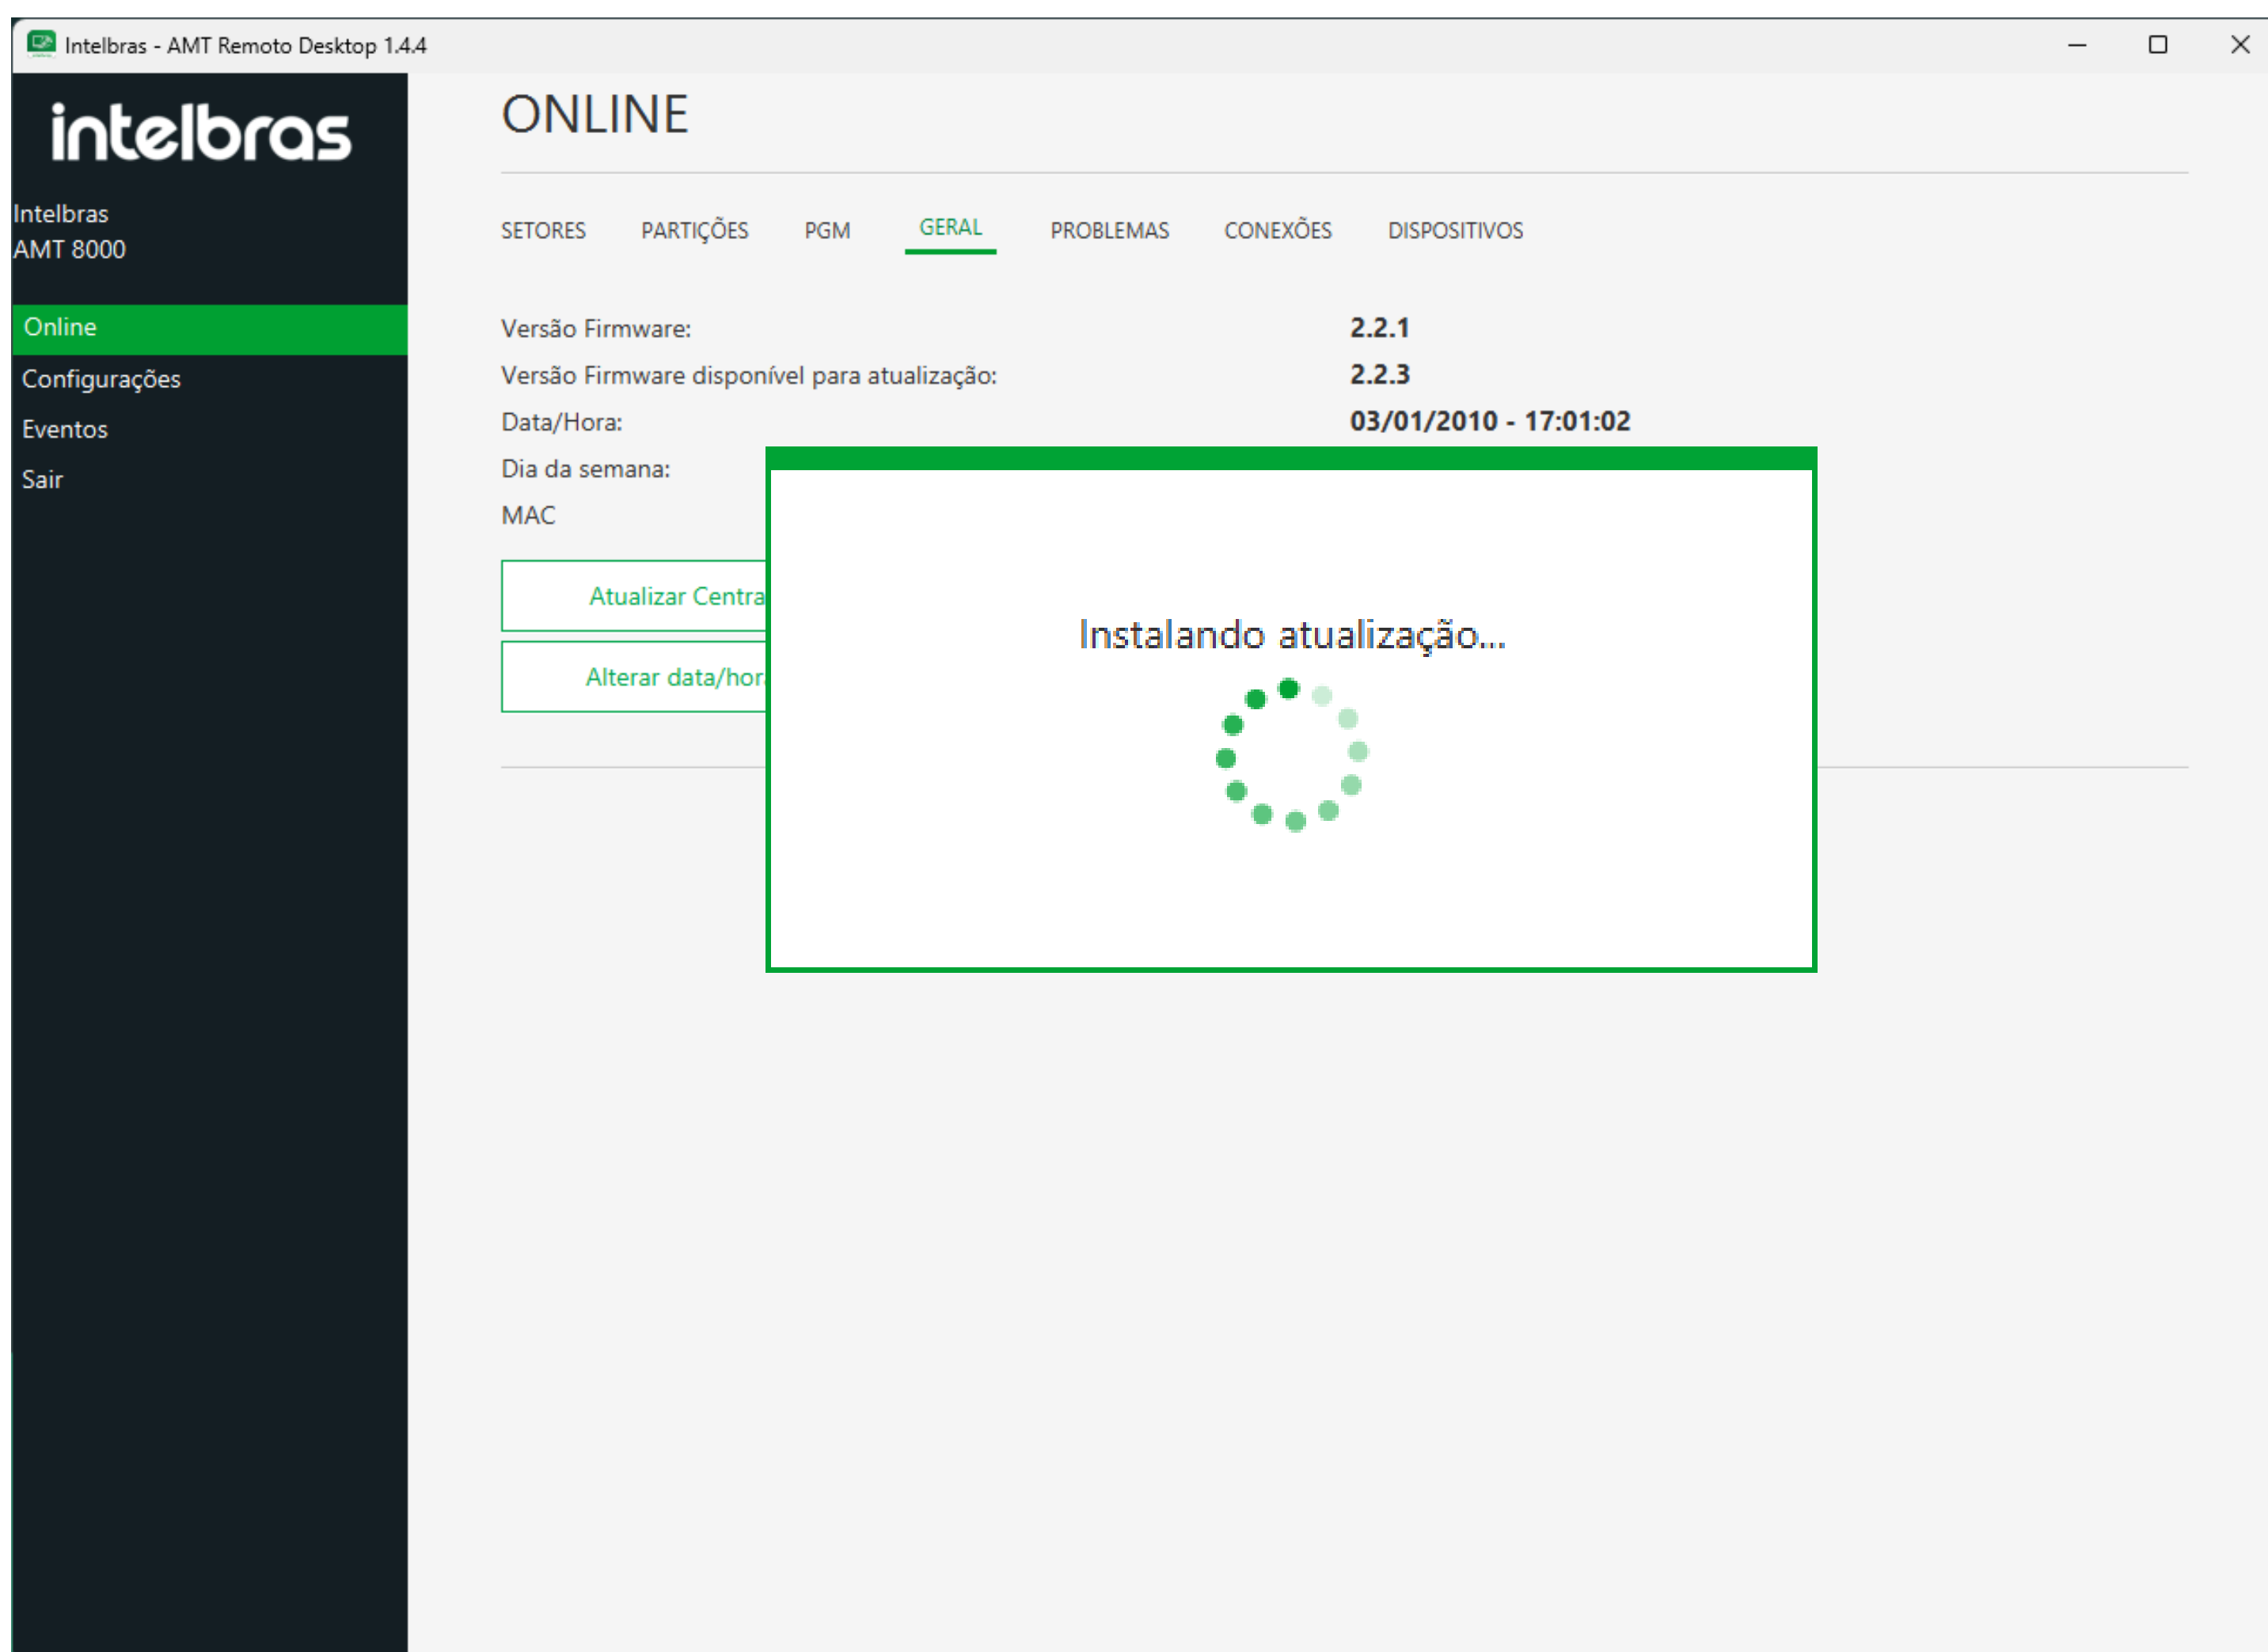 Intelbras - AMT Remoto Desktop 1.4.4
intelbras
Intelbras
AMT 8000
Online
Configurações
Eventos
Sair
ONLINE
SETORES PARTIÇÕES PGM GERAL PROBLEMAS CONEXÕES DISPOSITIVOS
Versão Firmware: 2.2.1
Versão Firmware disponível para atualização: 2.2.3
Data/Hora: 03/01/2010 - 17:01:02
Dia da semana:
MAC
Atualizar Centra
Alterar data/hor
Instalando atualização...